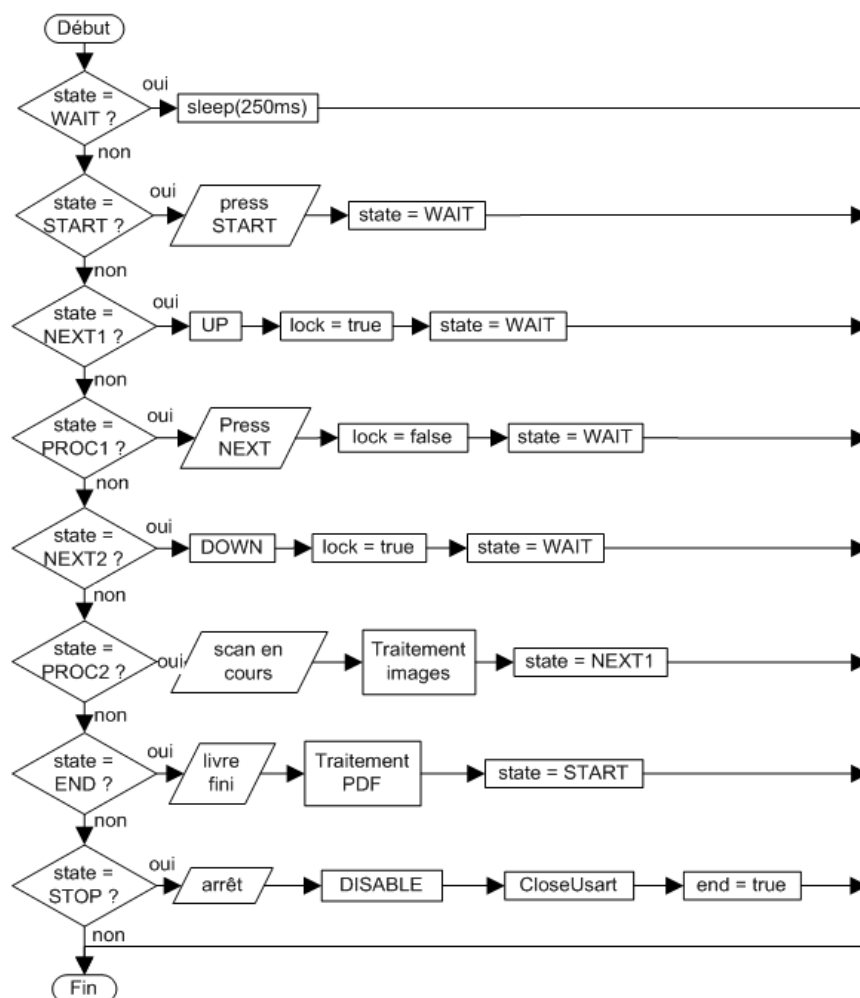 Début
state =
WAIT ?
oui
sleep(250ms)
non
state =
START ?
oui
press
START
state = WAIT
non
state =
NEXT1 ?
oui
UP
lock = true
state = WAIT
non
state =
PROC1 ?
oui
Press
NEXT
lock = false
state = WAIT
non
state =
NEXT2 ?
oui
DOWN
lock = true
state = WAIT
non
state =
PROC2 ?
oui
scan en
cours
Traitement
images
state = NEXT1
non
state =
END ?
oui
livre
fini
Traitement
PDF
state = START
non
state =
STOP ?
oui
arrêt
DISABLE
CloseUsart
end = true
non
Fin